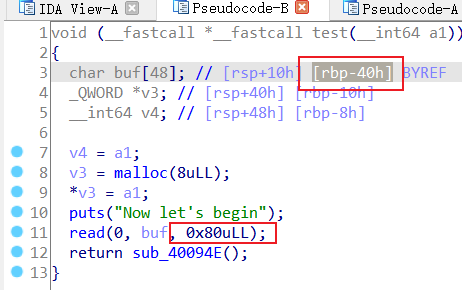 IDA View-A Pseudocode-B Pseudocode-A
1 void (__fastcall *__fastcall test(__int64 a1))
2 {
3 char buf[48]; // [rsp+10h] [rbp-40h] BYREF
4 _QWORD *v3; // [rsp+40h] [rbp-10h]
5 __int64 v4; // [rsp+48h] [rbp-8h]
6
7 v4 = a1;
8 v3 = malloc(8uLL);
9 *v3 = a1;
10 puts("Now let's begin");
11 read(0, buf, 0x80uLL);
12 return sub_40094E();
13 }